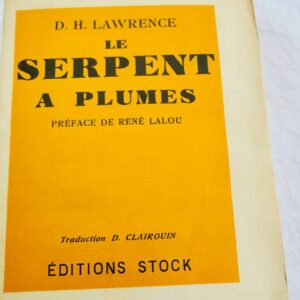 D. H. LAWRENCE
LE
SERPENT
A PLUMES
PRÉFACE DE RENÉ LALOU
Traduction D. CLAIROUIN
ÉDITIONS STOCK